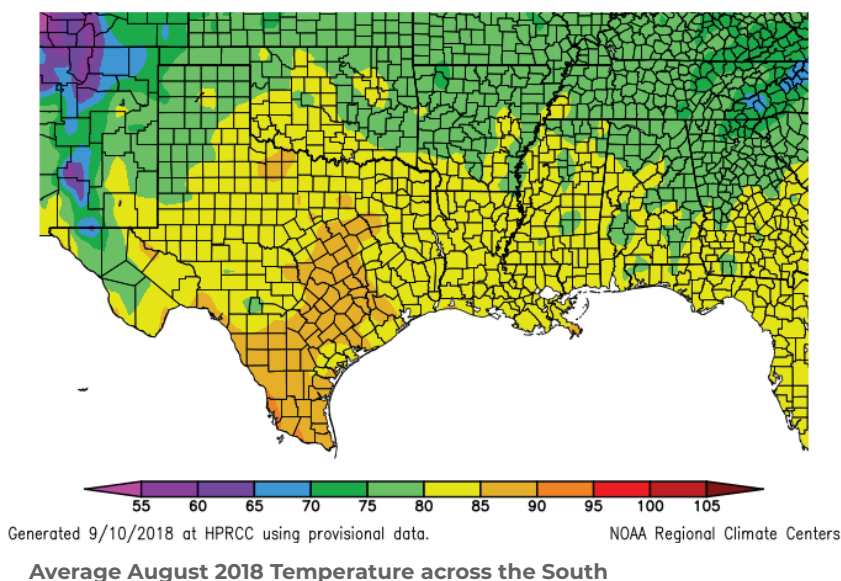 55 60 65 70 75 80 85 90 95 100 105
Generated 9/10/2018 at HPRCC using provisional data. NOAA Regional Climate Centers
Average August 2018 Temperature across the South